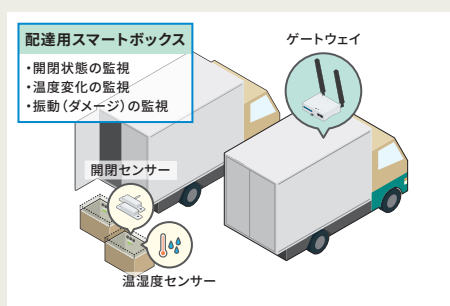 配達用スマートボックス
・開閉状態の監視
・温度変化の監視
・振動（ダメージ）の監視
ゲートウェイ
開閉センサー
温湿度センサー